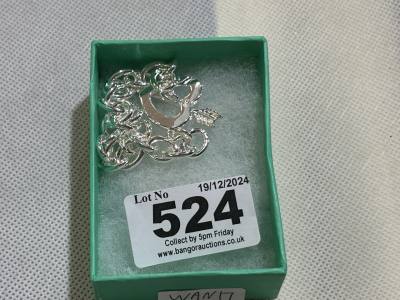 Lot No 19/12/2024
524
Collect by 5pm Friday
www.bangorauctions.co.uk